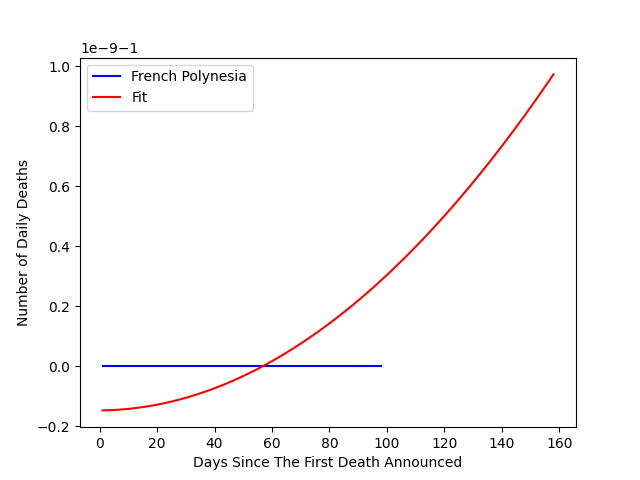 1e−9−1
French Polynesia
Fit
1.0
0.8
0.6
0.4
0.2
0.0
−0.2
Number of Daily Deaths
0 20 40 60 80 100 120 140 160
Days Since The First Death Announced